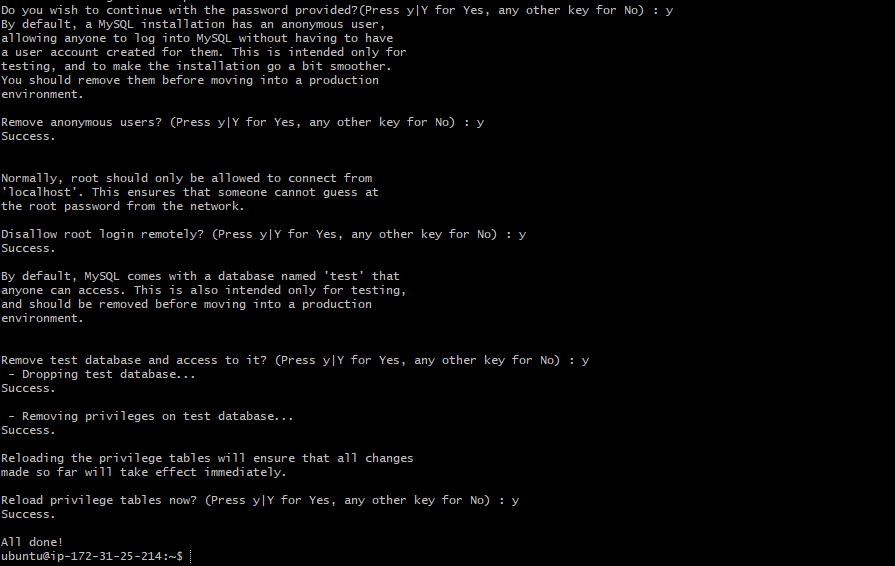 Do you wish to continue with the password provided?(Press y|Y for Yes, any other key for No) : y
By default, a MySQL installation has an anonymous user,
allowing anyone to log into MySQL without having to have
a user account created for them. This is intended only for
testing, and to make the installation go a bit smoother.
You should remove them before moving into a production
environment.
Remove anonymous users? (Press y|Y for Yes, any other key for No) : y
Success.
Normally, root should only be allowed to connect from
'localhost'. This ensures that someone cannot guess at
the root password from the network.
Disallow root login remotely? (Press y|Y for Yes, any other key for No) : y
Success.
By default, MySQL comes with a database named 'test' that
anyone can access. This is also intended only for testing,
and should be removed before moving into a production
environment.
Remove test database and access to it? (Press y|Y for Yes, any other key for No) : y
 - Dropping test database...
Success.
 - Removing privileges on test database...
Success.
Reloading the privilege tables will ensure that all changes
made so far will take effect immediately.
Reload privilege tables now? (Press y|Y for Yes, any other key for No) : y
Success.
All done!
ubuntu@ip-172-31-25-214:~$